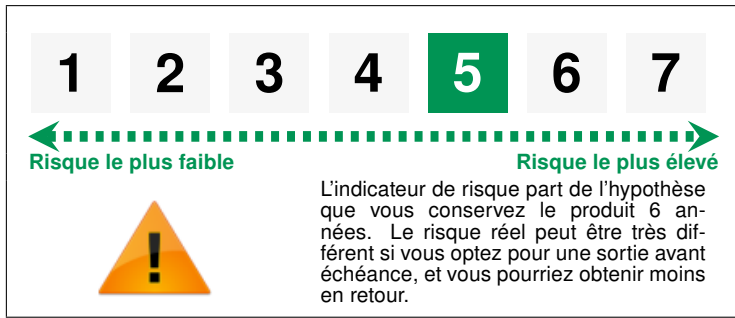 1 2 3 4 5 6 7
Risque le plus faible Risque le plus élevé
L'indicateur de risque part de l'hypothèse
que vous conservez le produit 6 an-
nées. Le risque réel peut être très dif-
férent si vous optez pour une sortie avant
échéance, et vous pourriez obtenir moins
en retour.
!